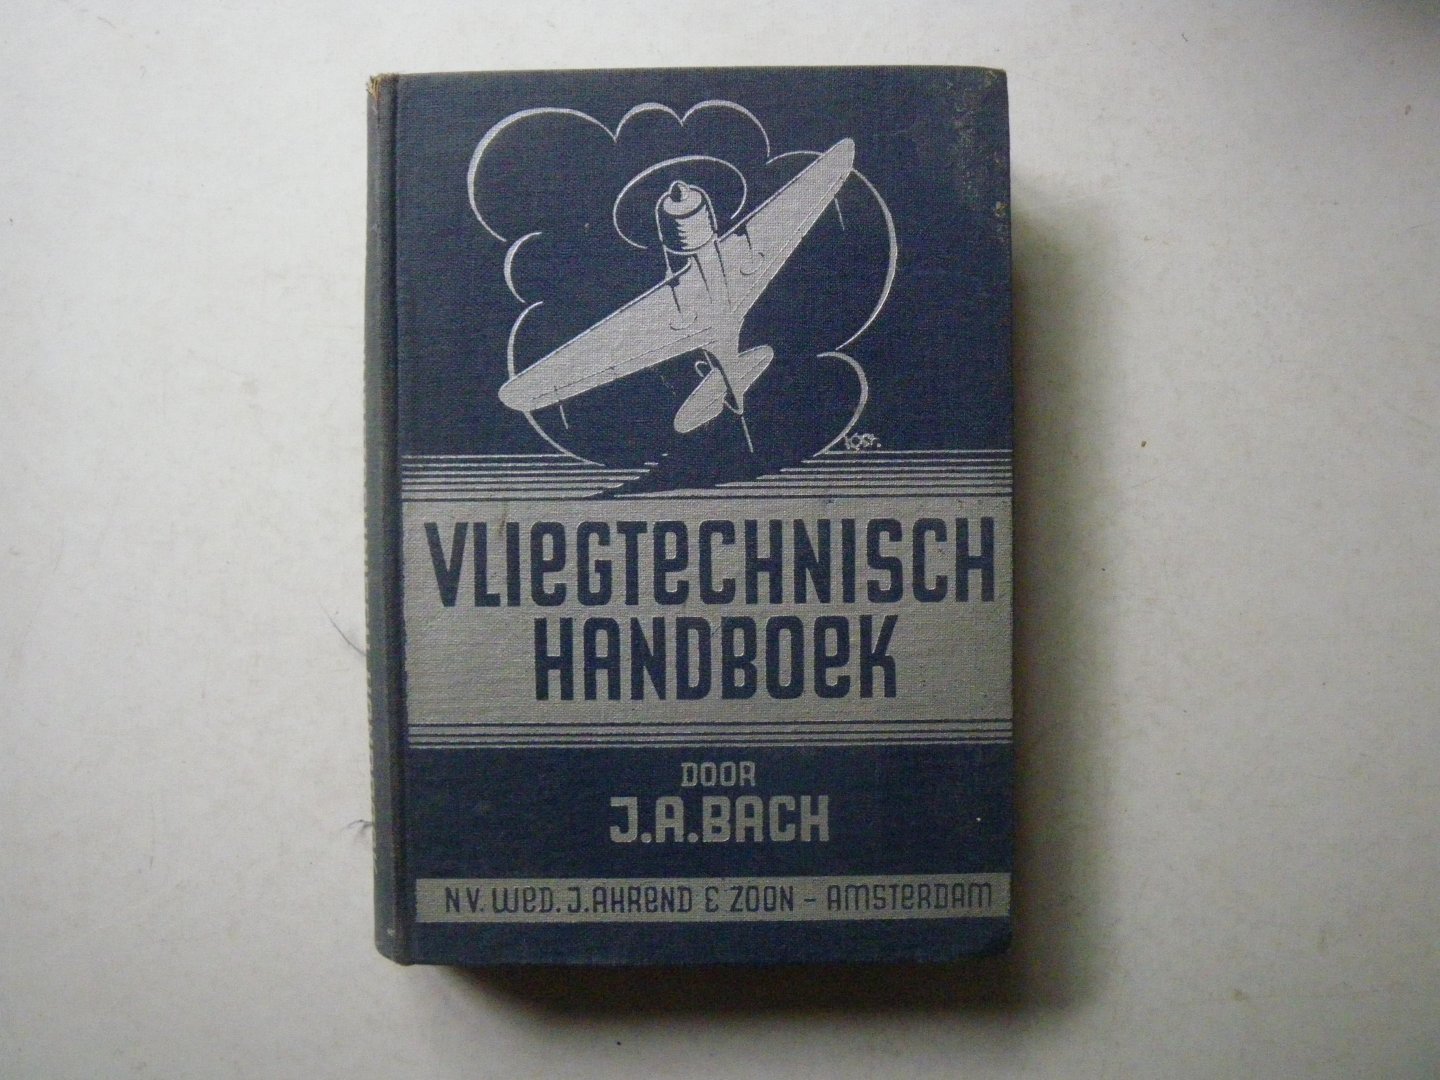 VLIEGTECHNISCH
HANDBOEK
DOOR
J.A. BACH
N.V. WED. J. AHREND & ZOON - AMSTERDAM